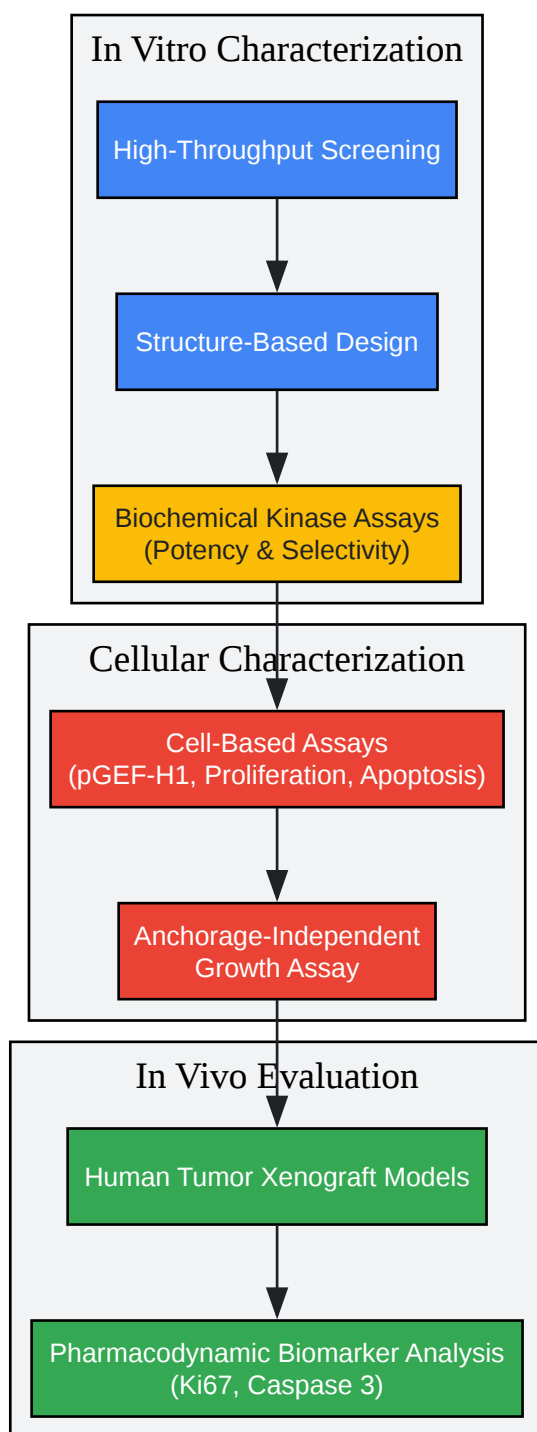 In Vitro Characterization
High-Throughput Screening
Structure-Based Design
Biochemical Kinase Assays
(Potency & Selectivity)
Cellular Characterization
Cell-Based Assays
(pGEF-H1, Proliferation, Apoptosis)
Anchorage-Independent
Growth Assay
In Vivo Evaluation
Human Tumor Xenograft Models
Pharmacodynamic Biomarker Analysis
(Ki67, Caspase 3)